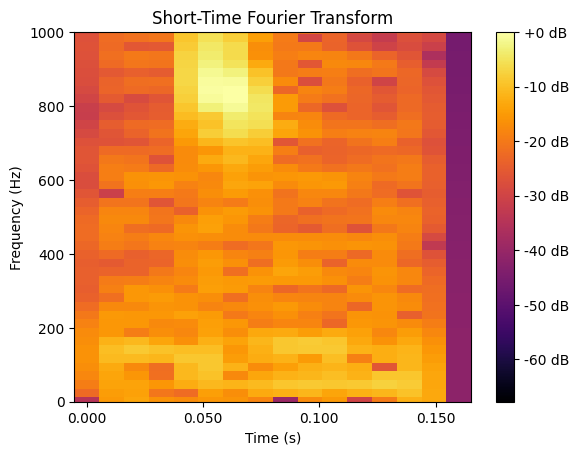 Short-Time Fourier Transform
1000
800
600
400
200
0
Frequency (Hz)
0.000
0.050
0.100
0.150
Time (s)
+0 dB
-10 dB
-20 dB
-30 dB
-40 dB
-50 dB
-60 dB